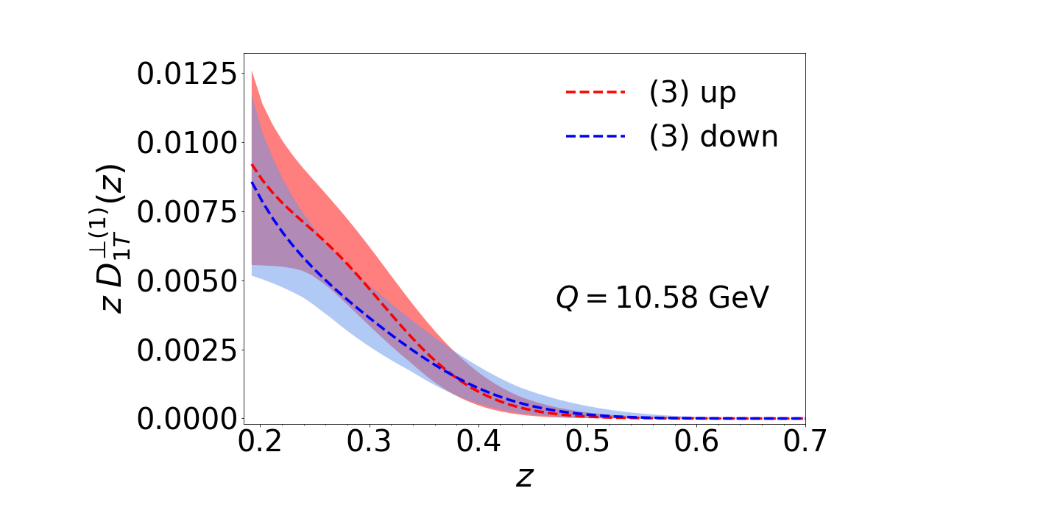 0.0125
0.0100
0.0075
0.0050
0.0025
0.0000
z D_{1T}^{⊥(1)}(z)
(3) up
(3) down
Q = 10.58 GeV
0.2 0.3 0.4 0.5 0.6 0.7
z